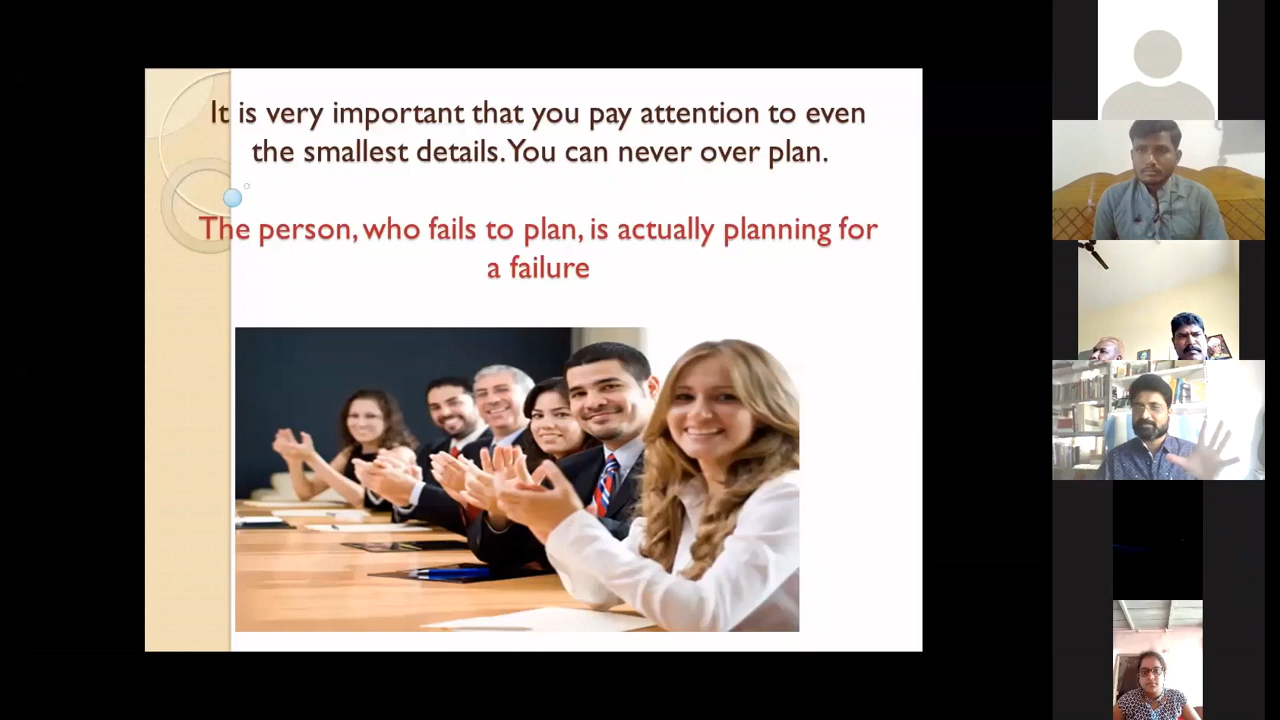 It is very important that you pay attention to even
the smallest details. You can never over plan.
The person, who fails to plan, is actually planning for
a failure